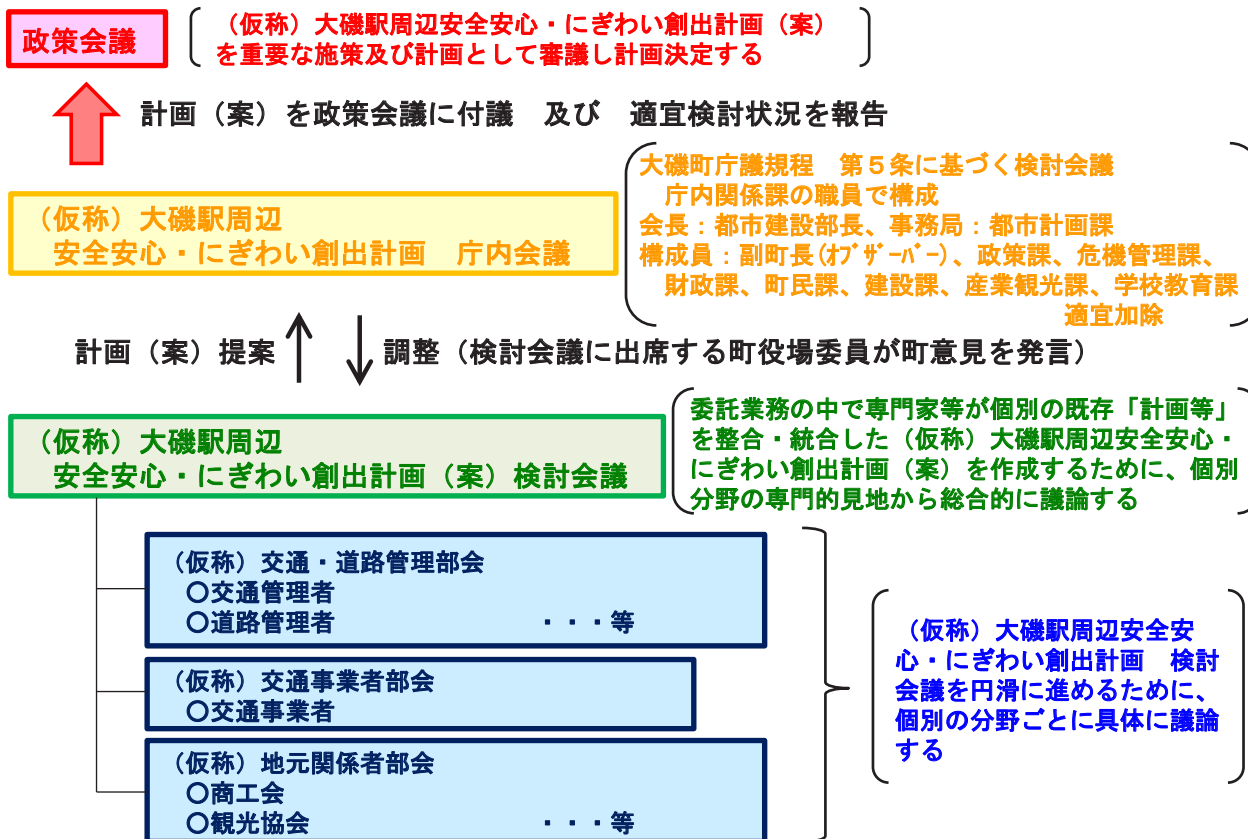 政策会議
（仮称）大磯駅周辺安全安心・にぎわい創出計画（案）
を重要な施策及び計画として審議し計画決定する
計画（案）を政策会議に付議　及び　適宜検討状況を報告
（仮称）大磯駅周辺
安全安心・にぎわい創出計画　庁内会議
大磯町庁議規程　第５条に基づく検討会議
庁内関係課の職員で構成
会長：都市建設部長、事務局：都市計画課
構成員：副町長(ｵﾌﾞｻﾞｰﾊﾞｰ)、政策課、危機管理課、
財政課、町民課、建設課、産業観光課、学校教育課
適宜加除
計画（案）提案
調整（検討会議に出席する町役場委員が町意見を発言）
（仮称）大磯駅周辺
安全安心・にぎわい創出計画（案）検討会議
委託業務の中で専門家等が個別の既存「計画等」
を整合・統合した（仮称）大磯駅周辺安全安心・
にぎわい創出計画（案）を作成するために、個別
分野の専門的見地から総合的に議論する
（仮称）交通・道路管理部会
○交通管理者
○道路管理者　・・・等
（仮称）交通事業者部会
○交通事業者
（仮称）地元関係者部会
○商工会
○観光協会　・・・等
（仮称）大磯駅周辺安全安
心・にぎわい創出計画　検討
会議を円滑に進めるために、
個別の分野ごとに具体に議論
する